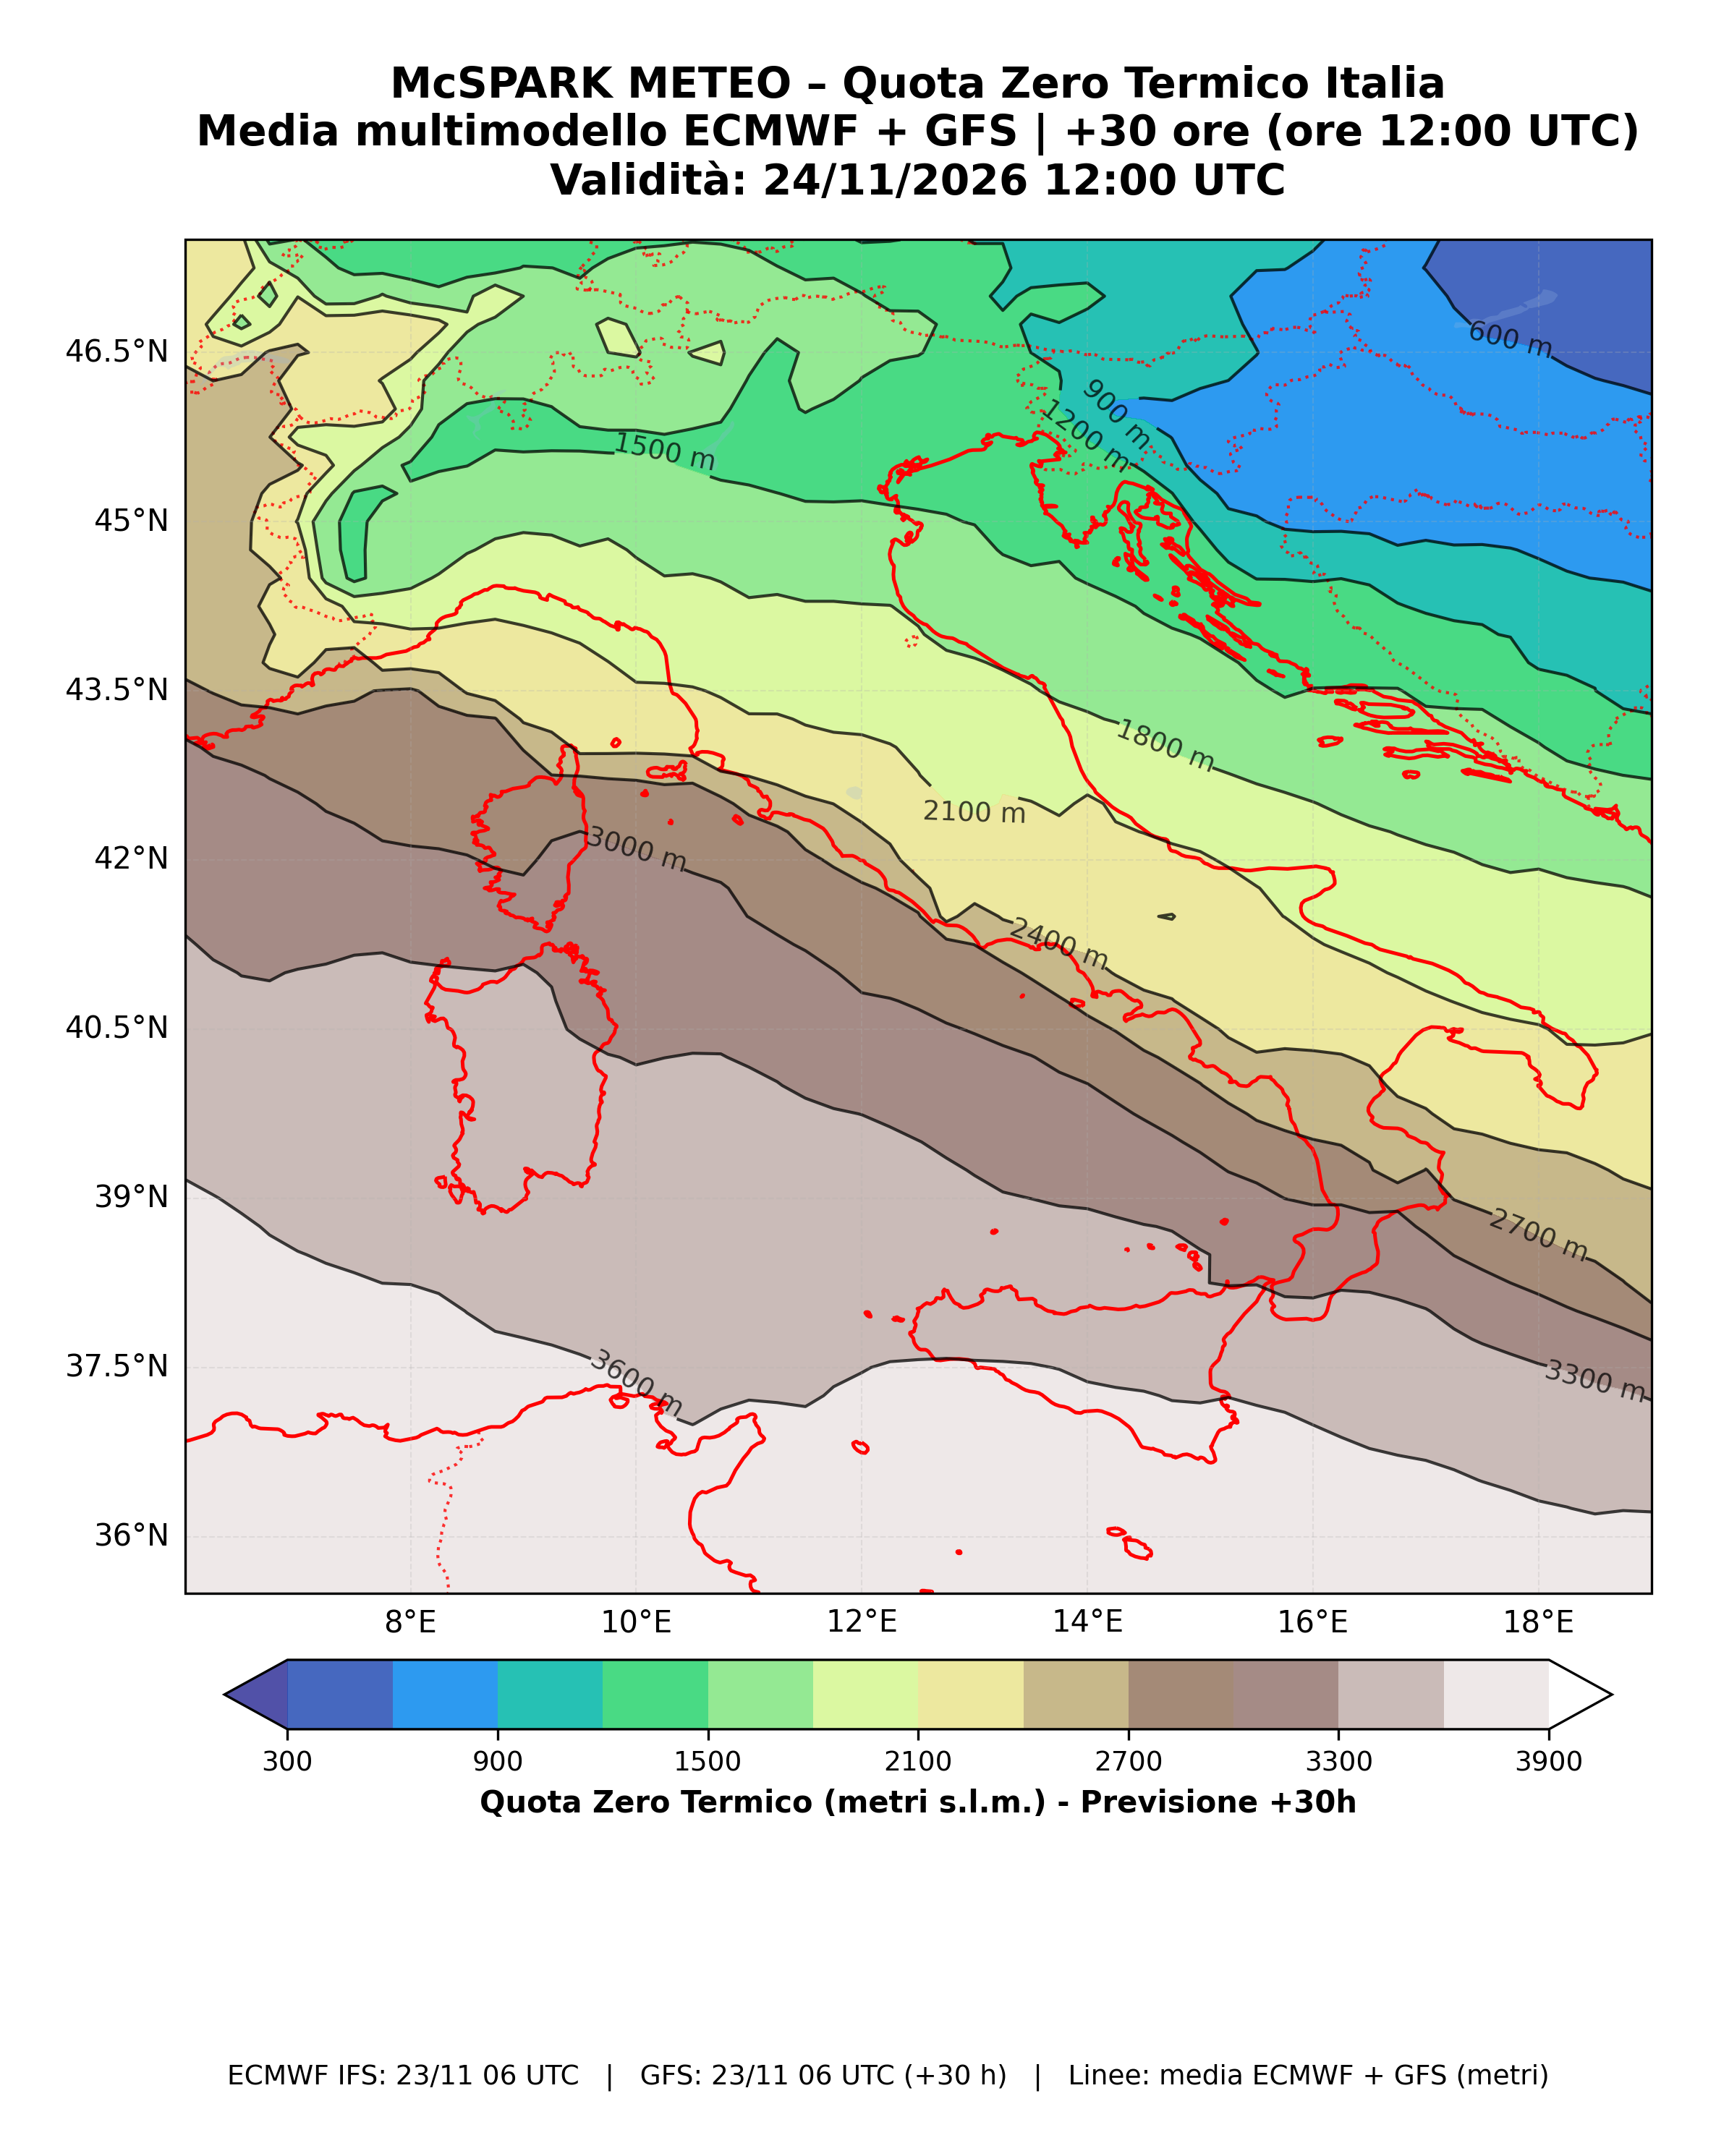 McSPARK METEO – Quota Zero Termico Italia
Media multimodello ECMWF + GFS | +30 ore (ore 12:00 UTC)
Validità: 24/11/2026 12:00 UTC
600 m
46.5°N
900 m
1200 m
1500 m
45°N
43.5°N
1800 m
2100 m
3000 m
42°N
2400 m
40.5°N
39°N
2700 m
3600 m
37.5°N
3300 m
36°N
8°E 10°E 12°E 14°E 16°E 18°E
300 900 1500 2100 2700 3300 3900
Quota Zero Termico (metri s.l.m.) - Previsione +30h
ECMWF IFS: 23/11 06 UTC | GFS: 23/11 06 UTC (+30 h) | Linee: media ECMWF + GFS (metri)